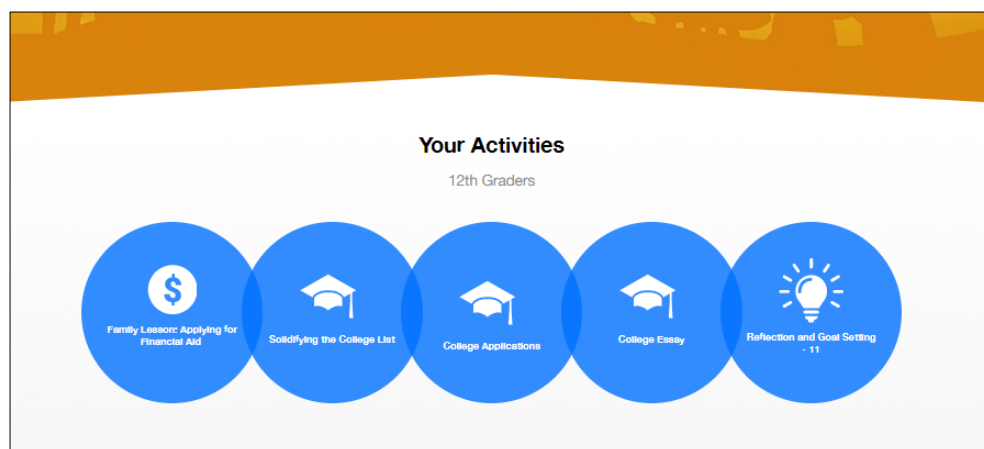 Your Activities
12th Graders
$
Family Lesson: Applying for
Financial Aid
Solidifying the College List
College Applications
College Essay
Reflection and Goal Setting
- 11